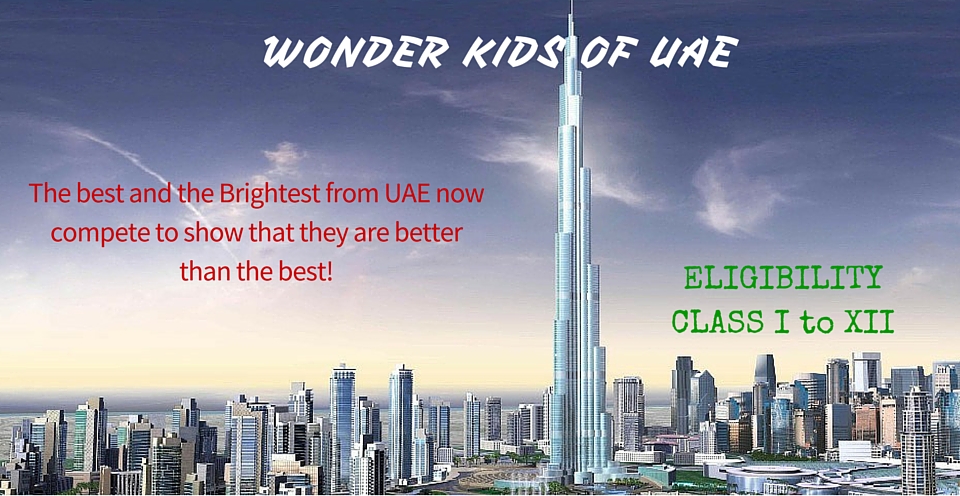 WONDER KIDS OF UAE
The best and the Brightest from UAE now
compete to show that they are better
than the best!
ELIGIBILITY
CLASS I to XII